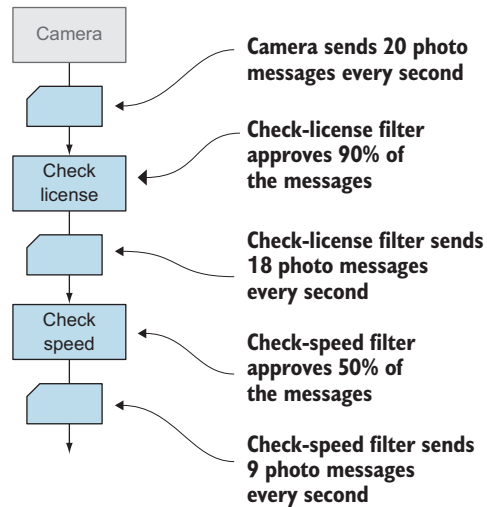 Camera
Camera sends 20 photo
messages every second
Check-license filter
approves 90% of
the messages
Check
license
Check-license filter sends
18 photo messages
every second
Check
speed
Check-speed filter
approves 50% of
the messages
Check-speed filter sends
9 photo messages
every second